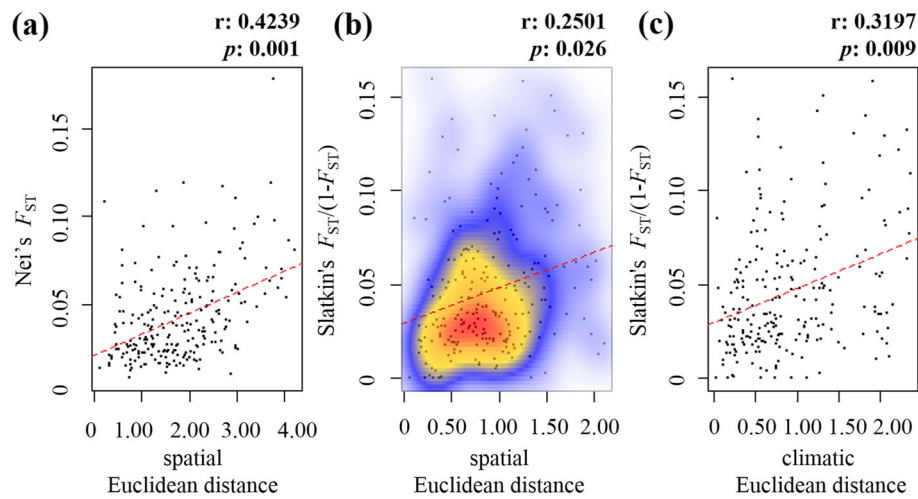 (a)
r: 0.4239
p: 0.001
Nei's FST
0.15
0.10
0.05
0
0 1.00 2.00 3.00 4.00
spatial
Euclidean distance
(b)
r: 0.2501
p: 0.026
Slatkin's FST/(1-FST)
0.15
0.10
0.05
0
0 0.50 1.00 1.50 2.00
spatial
Euclidean distance
(c)
r: 0.3197
p: 0.009
Slatkin's FST/(1-FST)
0.15
0.10
0.05
0
0 0.50 1.00 1.50 2.00
climatic
Euclidean distance